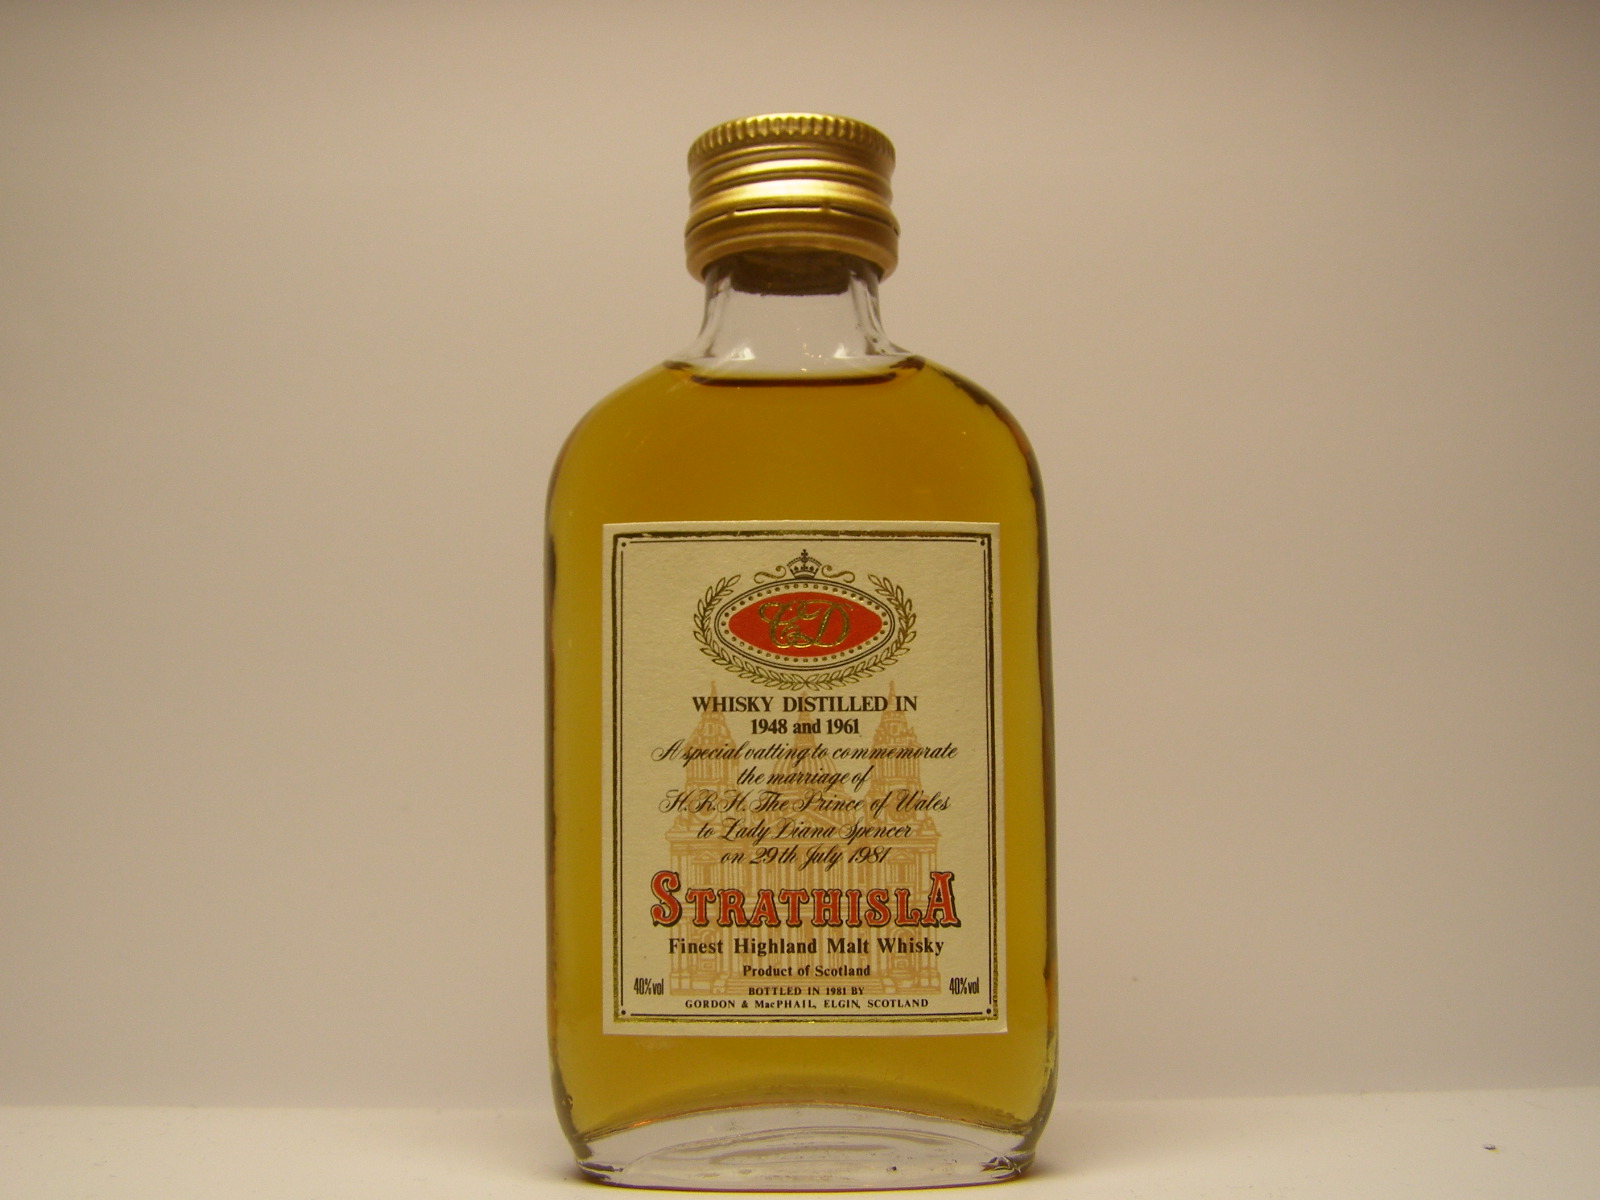 C&D
WHISKY DISTILLED IN
1948 and 1961
A special vatting to commemorate
the marriage of
H.R.H. The Prince of Wales
to Lady Diana Spencer
on 29th July 1981
STRATHISLA
Finest Highland Malt Whisky
Product of Scotland
40%vol 40%vol
BOTTLED IN 1981 BY
GORDON & MacPHAIL, ELGIN, SCOTLAND